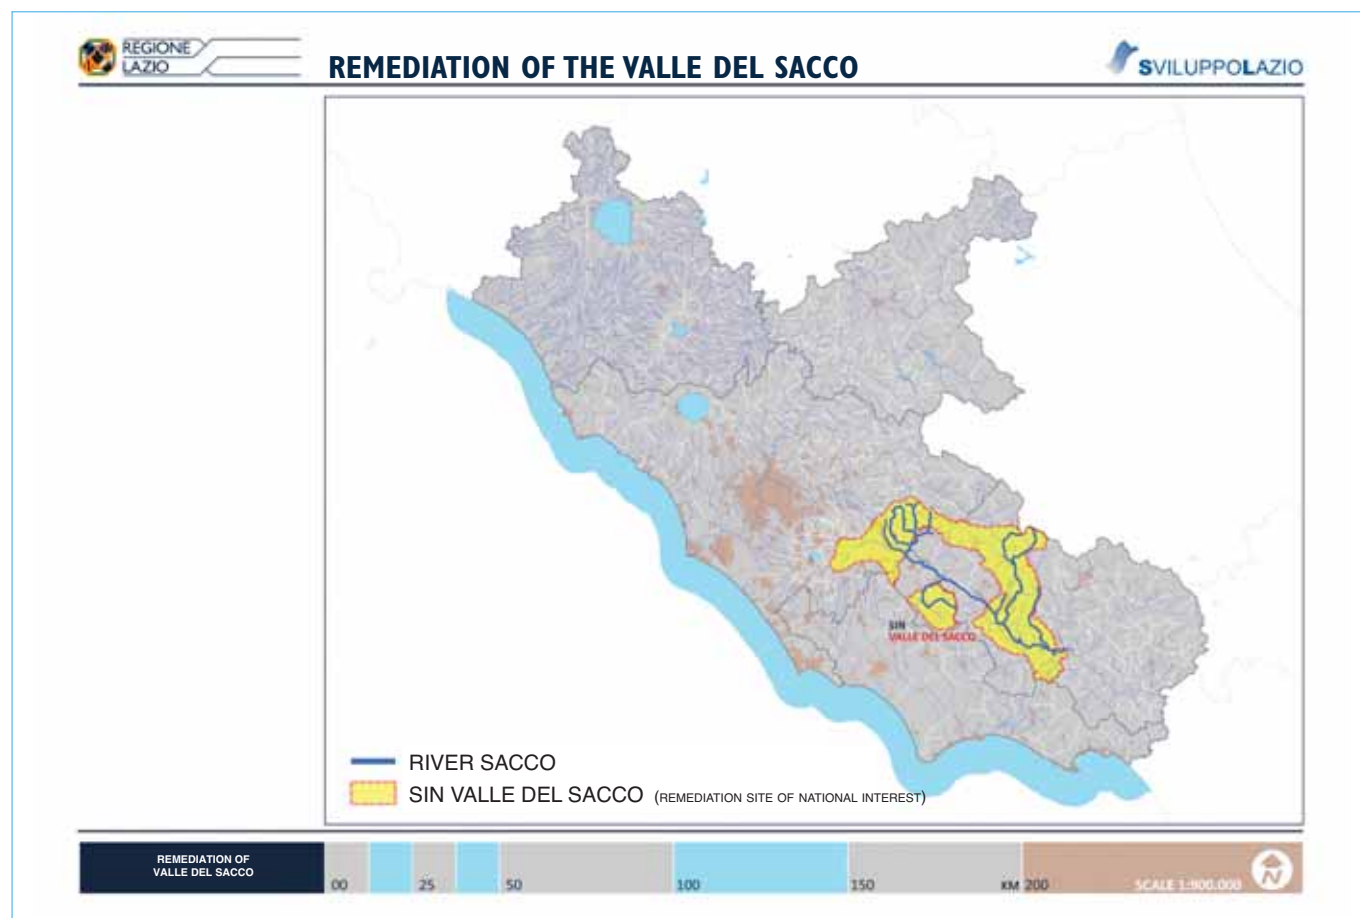 REGIONE
LAZIO
REMEDIATION OF THE VALLE DEL SACCO
SVILUPPOLAZIO
SIN
VALLE DEL SACCO
RIVER SACCO
SIN VALLE DEL SACCO (REMEDIATION SITE OF NATIONAL INTEREST)
REMEDIATION OF
VALLE DEL SACCO
00 25 50 100 150 KM 200 SCALE 1:900.000 N